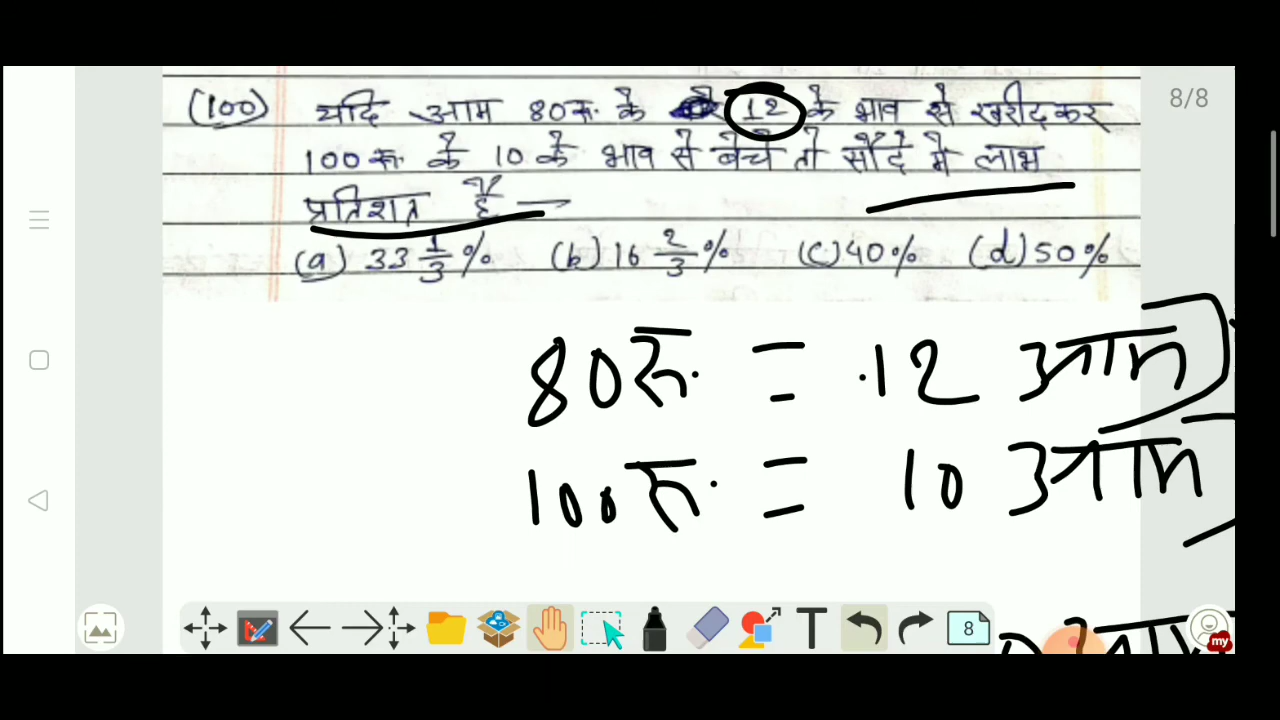 (100) यदि आम 80रू. के 12 के भाव से खरीदकर
100रू. के 10 के भाव से बेचे तो सौदे में लाभ
प्रतिशत है —
(a) 33 1/3 % (b) 16 2/3 % (c) 40% (d) 50%
8/8
80रू. = 12 आम
100रू. = 10 आम
T
8
my